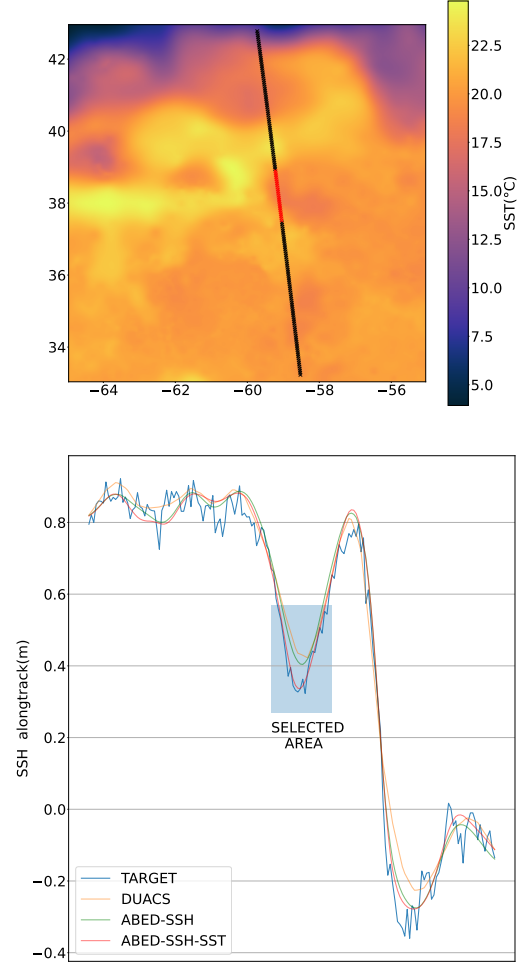 42
40
38
36
34
−64 −62 −60 −58 −56
22.5
20.0
17.5
15.0
12.5
10.0
7.5
5.0
SST(°C)
0.8
0.6
0.4
0.2
0.0
−0.2
−0.4
SSH alongtrack(m)
SELECTED
AREA
TARGET
DUACS
ABED-SSH
ABED-SSH-SST